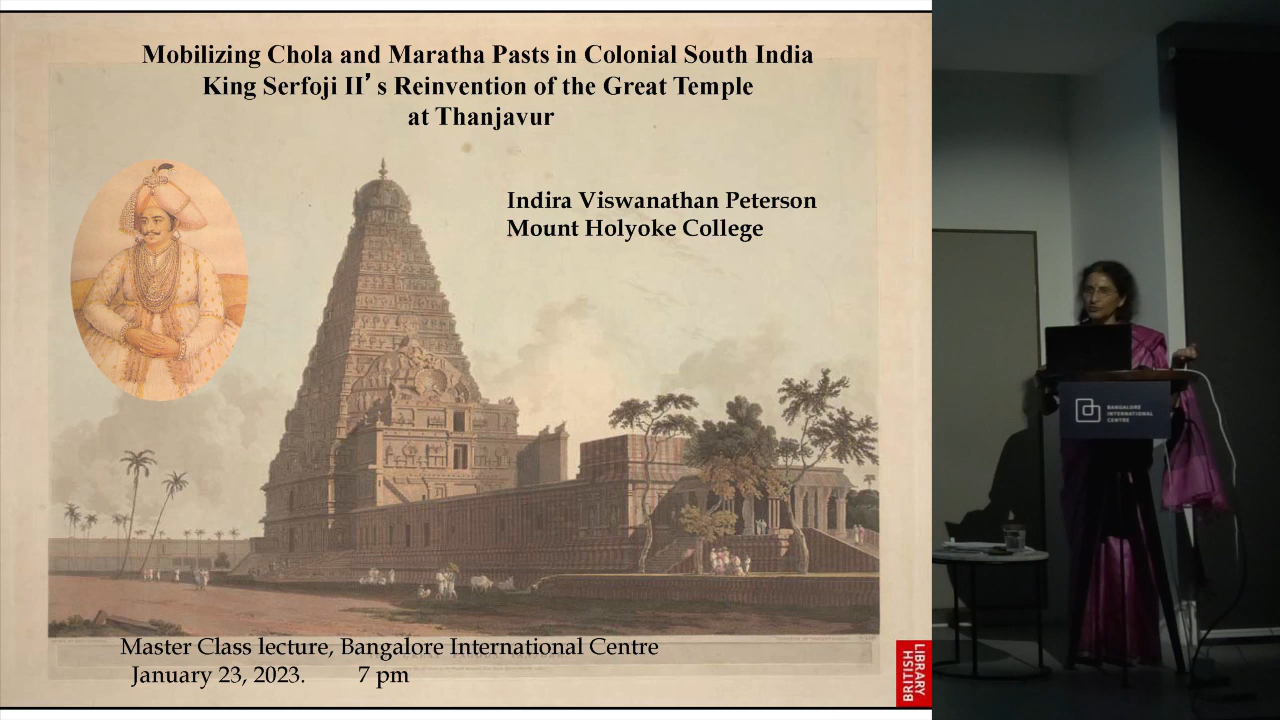 Mobilizing Chola and Maratha Pasts in Colonial South India
King Serfoji II’s Reinvention of the Great Temple
at Thanjavur
Indira Viswanathan Peterson
Mount Holyoke College
BANGALORE
INTERNATIONAL
CENTRE
Master Class lecture, Bangalore International Centre
January 23, 2023. 7 pm
BRITISH
LIBRARY